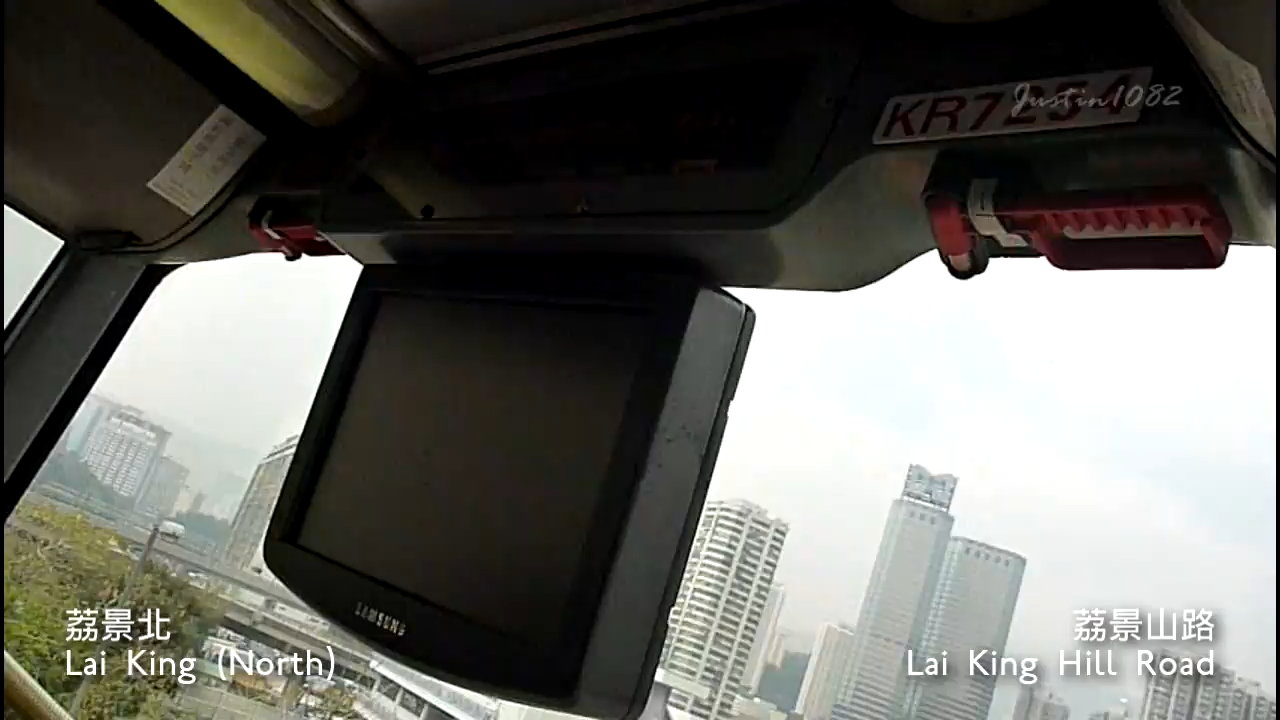 KR7254
Justin1082
SAMSUNG
荔景北
Lai King (North)
荔景山路
Lai King Hill Road